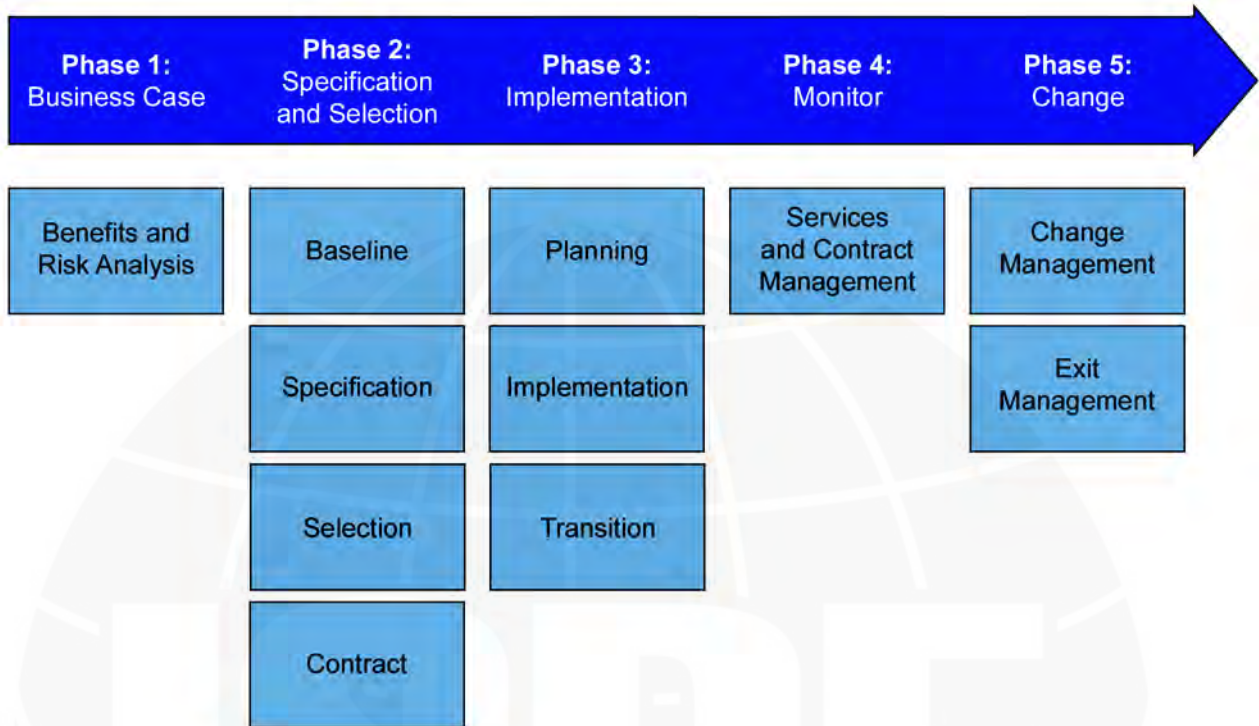 Phase 1:
Business Case
Phase 2:
Specification
and Selection
Phase 3:
Implementation
Phase 4:
Monitor
Phase 5:
Change
Benefits and
Risk Analysis
Baseline
Specification
Selection
Contract
Planning
Implementation
Transition
Services
and Contract
Management
Change
Management
Exit
Management